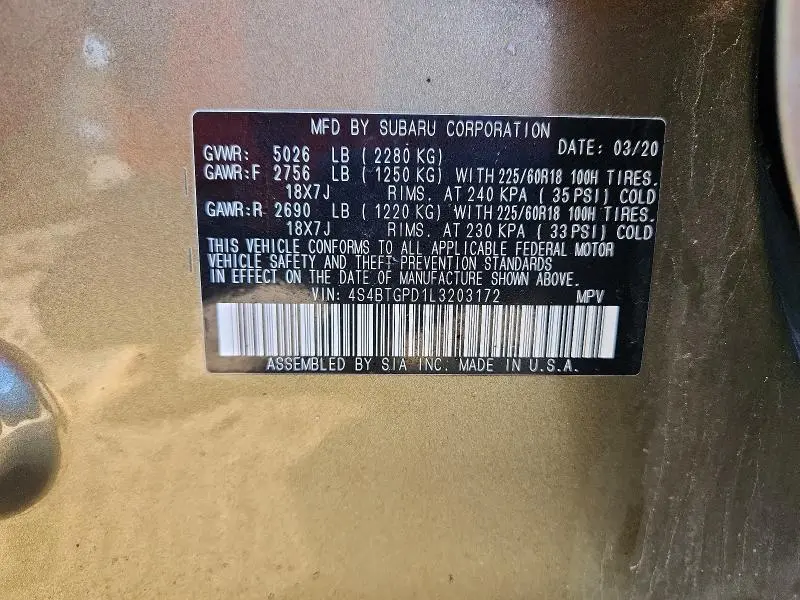 MFD BY SUBARU CORPORATION
GVWR: 5026 LB ( 2280 KG) DATE: 03/20
GAWR:F 2756 LB ( 1250 KG) WITH 225/60R18 100H TIRES.
18X7J RIMS. AT 240 KPA ( 35 PSI) COLD
GAWR:R 2690 LB ( 1220 KG) WITH 225/60R18 100H TIRES.
18X7J RIMS. AT 230 KPA ( 33 PSI) COLD
THIS VEHICLE CONFORMS TO ALL APPLICABLE FEDERAL MOTOR
VEHICLE SAFETY AND THEFT PREVENTION STANDARDS
IN EFFECT ON THE DATE OF MANUFACTURE SHOWN ABOVE.
VIN: 4S4BTGPD1L3203172 MPV
ASSEMBLED BY SIA INC. MADE IN U.S.A.